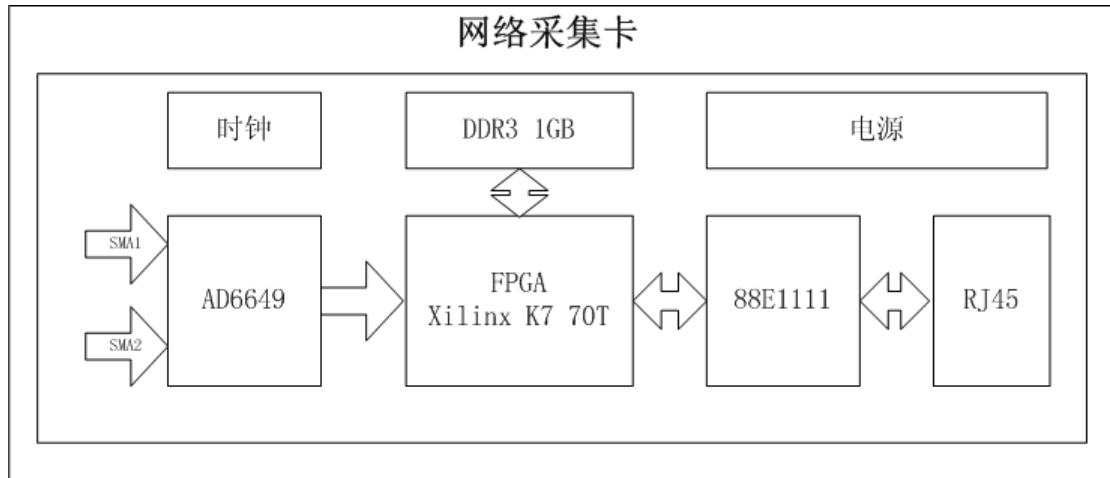 网络采集卡
时钟
DDR3 1GB
电源
SMA1
SMA2
AD6649
FPGA
Xilinx K7 70T
88E1111
RJ45